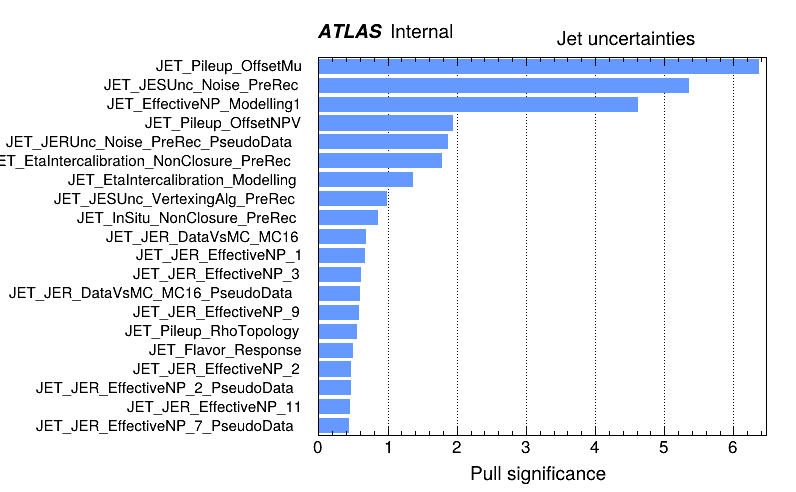 ATLAS Internal
Jet uncertainties
JET_Pileup_OffsetMu
JET_JESUnc_Noise_PreRec
JET_EffectiveNP_Modelling1
JET_Pileup_OffsetNPV
JET_JERUnc_Noise_PreRec_PseudoData
ET_EtaIntercalibration_NonClosure_PreRec
JET_EtaIntercalibration_Modelling
JET_JESUnc_VertexingAlg_PreRec
JET_InSitu_NonClosure_PreRec
JET_JER_DataVsMC_MC16
JET_JER_EffectiveNP_1
JET_JER_EffectiveNP_3
JET_JER_DataVsMC_MC16_PseudoData
JET_JER_EffectiveNP_9
JET_Pileup_RhoTopology
JET_Flavor_Response
JET_JER_EffectiveNP_2
JET_JER_EffectiveNP_2_PseudoData
JET_JER_EffectiveNP_11
JET_JER_EffectiveNP_7_PseudoData
0 1 2 3 4 5 6
Pull significance